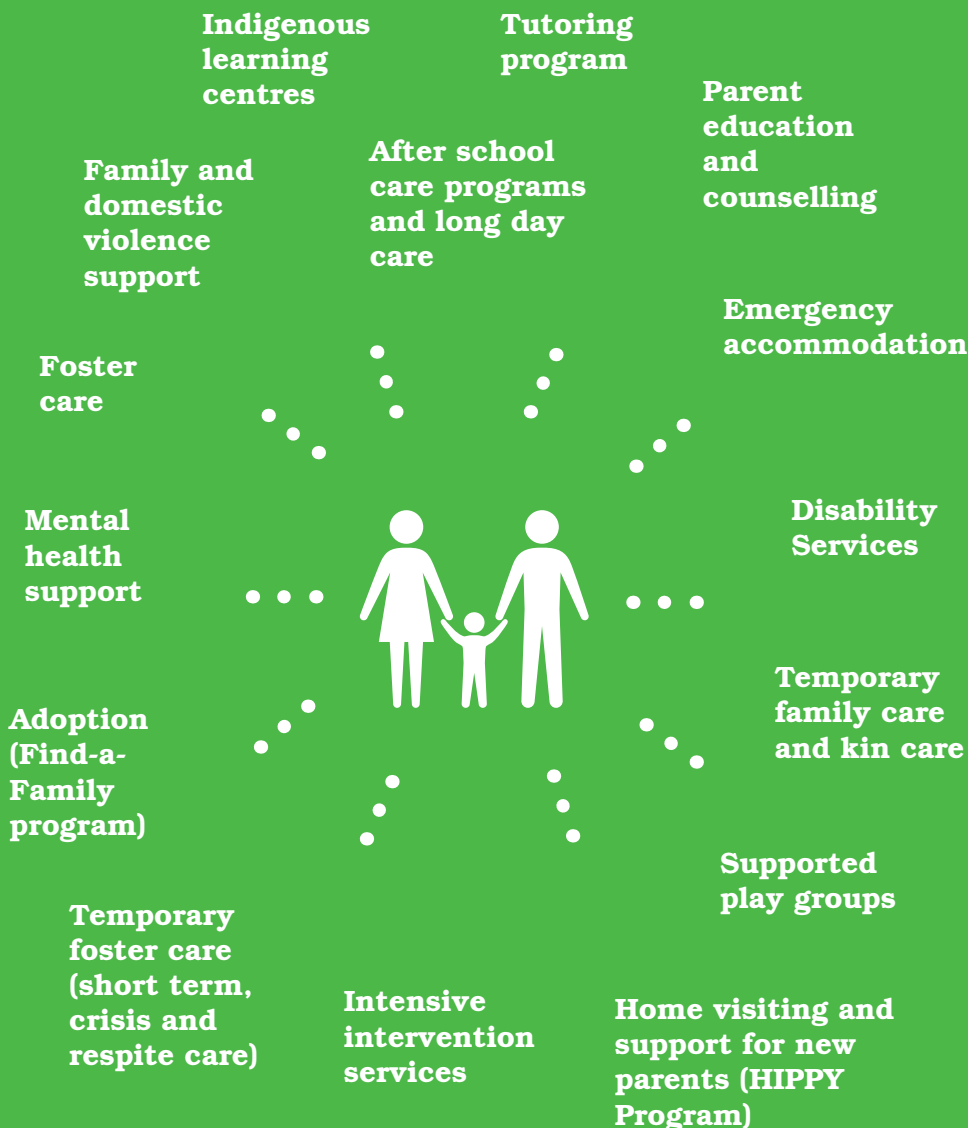 Indigenous
learning
centres
Tutoring
program
Parent
education
and
counselling
Family and
domestic
violence
support
After school
care programs
and long day
care
Emergency
accommodation
Foster
care
Mental
health
support
Disability
Services
Temporary
family care
and kin care
Adoption
(Find-a-
Family
program)
Supported
play groups
Temporary
foster care
(short term,
crisis and
respite care)
Intensive
intervention
services
Home visiting and
support for new
parents (HIPPY
Program)